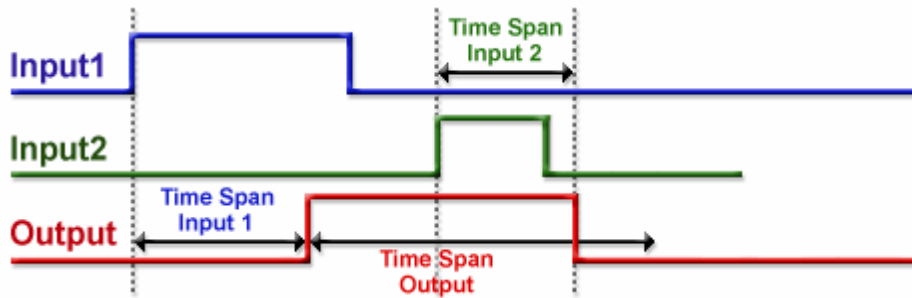 Time Span
Input 2
Input1
Input2
Time Span
Input 1
Output
Time Span
Output